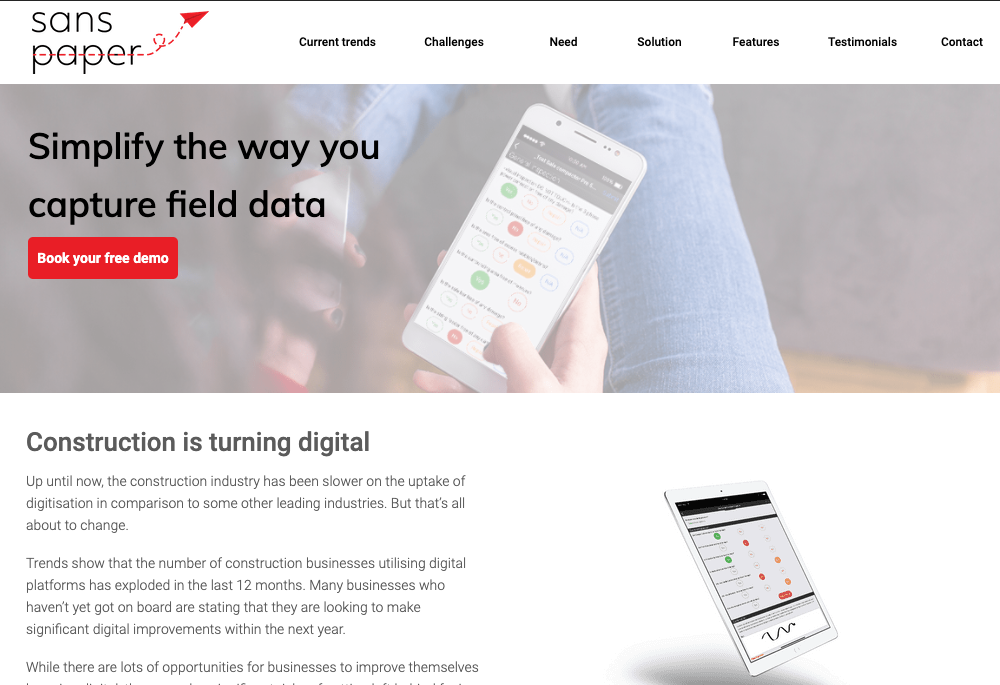 sans
paper
Current trends
Challenges
Need
Solution
Features
Testimonials
Contact
Simplify the way you
capture field data
Book your free demo
Construction is turning digital
Up until now, the construction industry has been slower on the uptake of
digitisation in comparison to some other leading industries. But that's all
about to change.
Trends show that the number of construction businesses utilising digital
platforms has exploded in the last 12 months. Many businesses who
haven't yet got on board are stating that they are looking to make
significant digital improvements within the next year.
While there are lots of opportunities for businesses to improve themselves